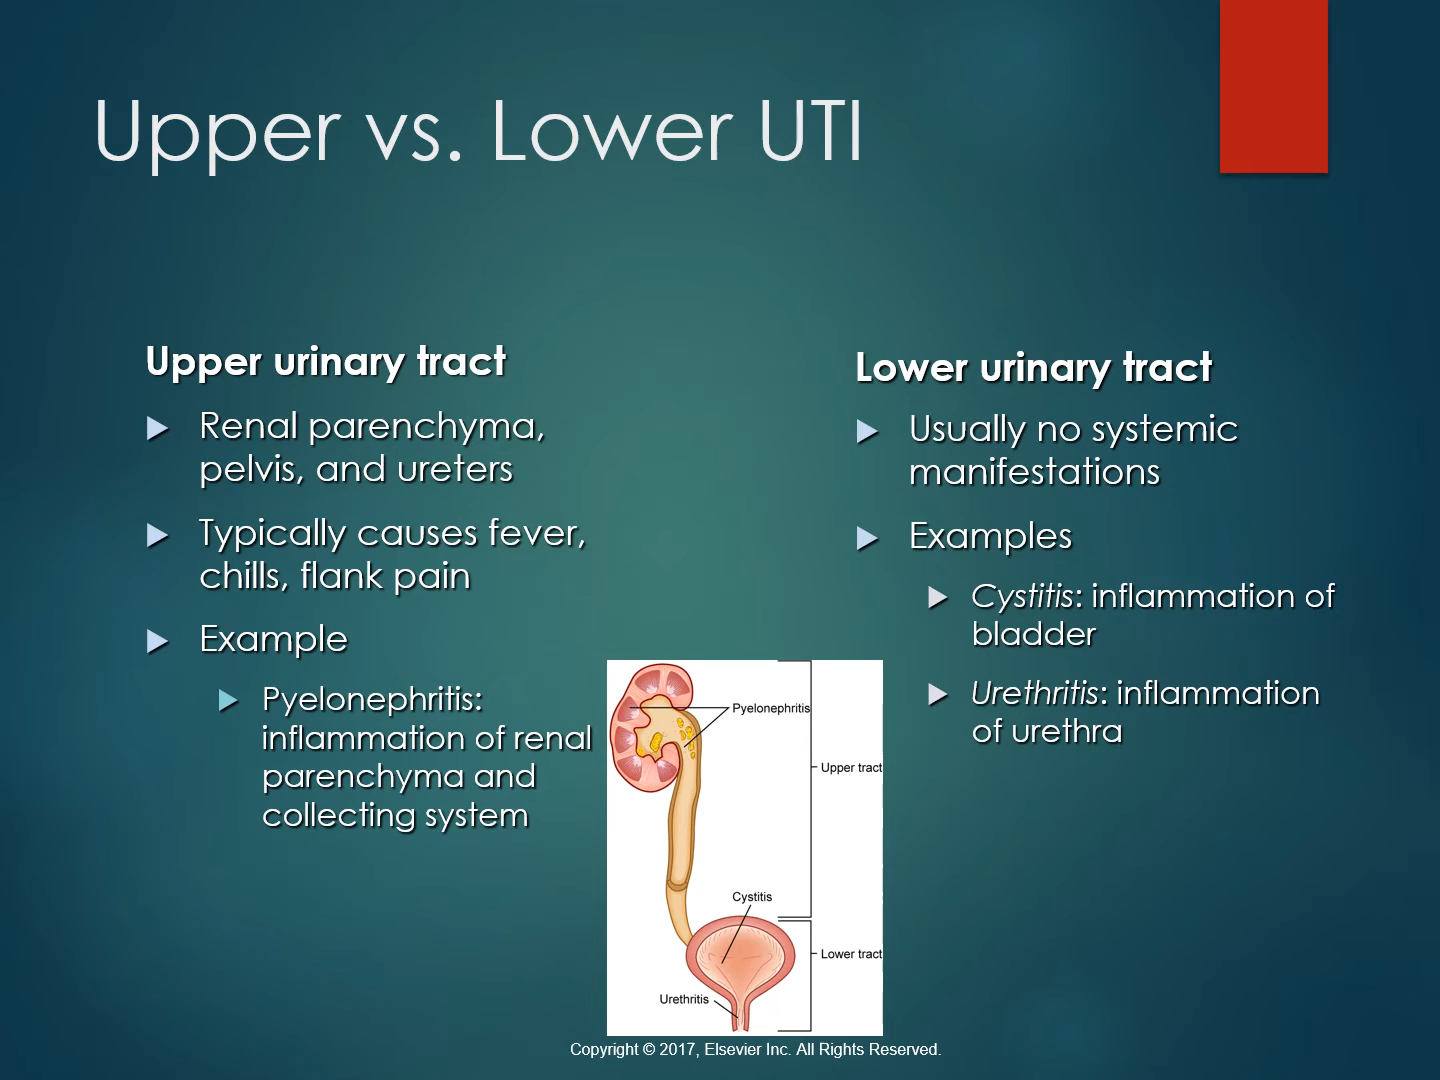 Upper vs. Lower UTI
Upper urinary tract
Renal parenchyma,
pelvis, and ureters
Typically causes fever,
chills, flank pain
Example
Pyelonephritis:
inflammation of renal
parenchyma and
collecting system
Lower urinary tract
Usually no systemic
manifestations
Examples
Cystitis: inflammation of
bladder
Urethritis: inflammation
of urethra
Pyelonephritis
Upper tract
Cystitis
Lower tract
Urethritis
Copyright © 2017, Elsevier Inc. All Rights Reserved.